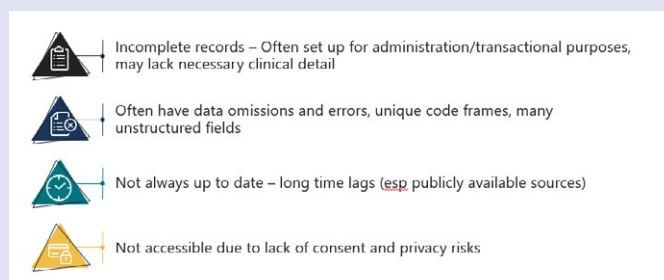 Incomplete records – Often set up for administration/transactional purposes,
may lack necessary clinical detail
Often have data omissions and errors, unique code frames, many
unstructured fields
Not always up to date – long time lags (esp publicly available sources)
Not accessible due to lack of consent and privacy risks